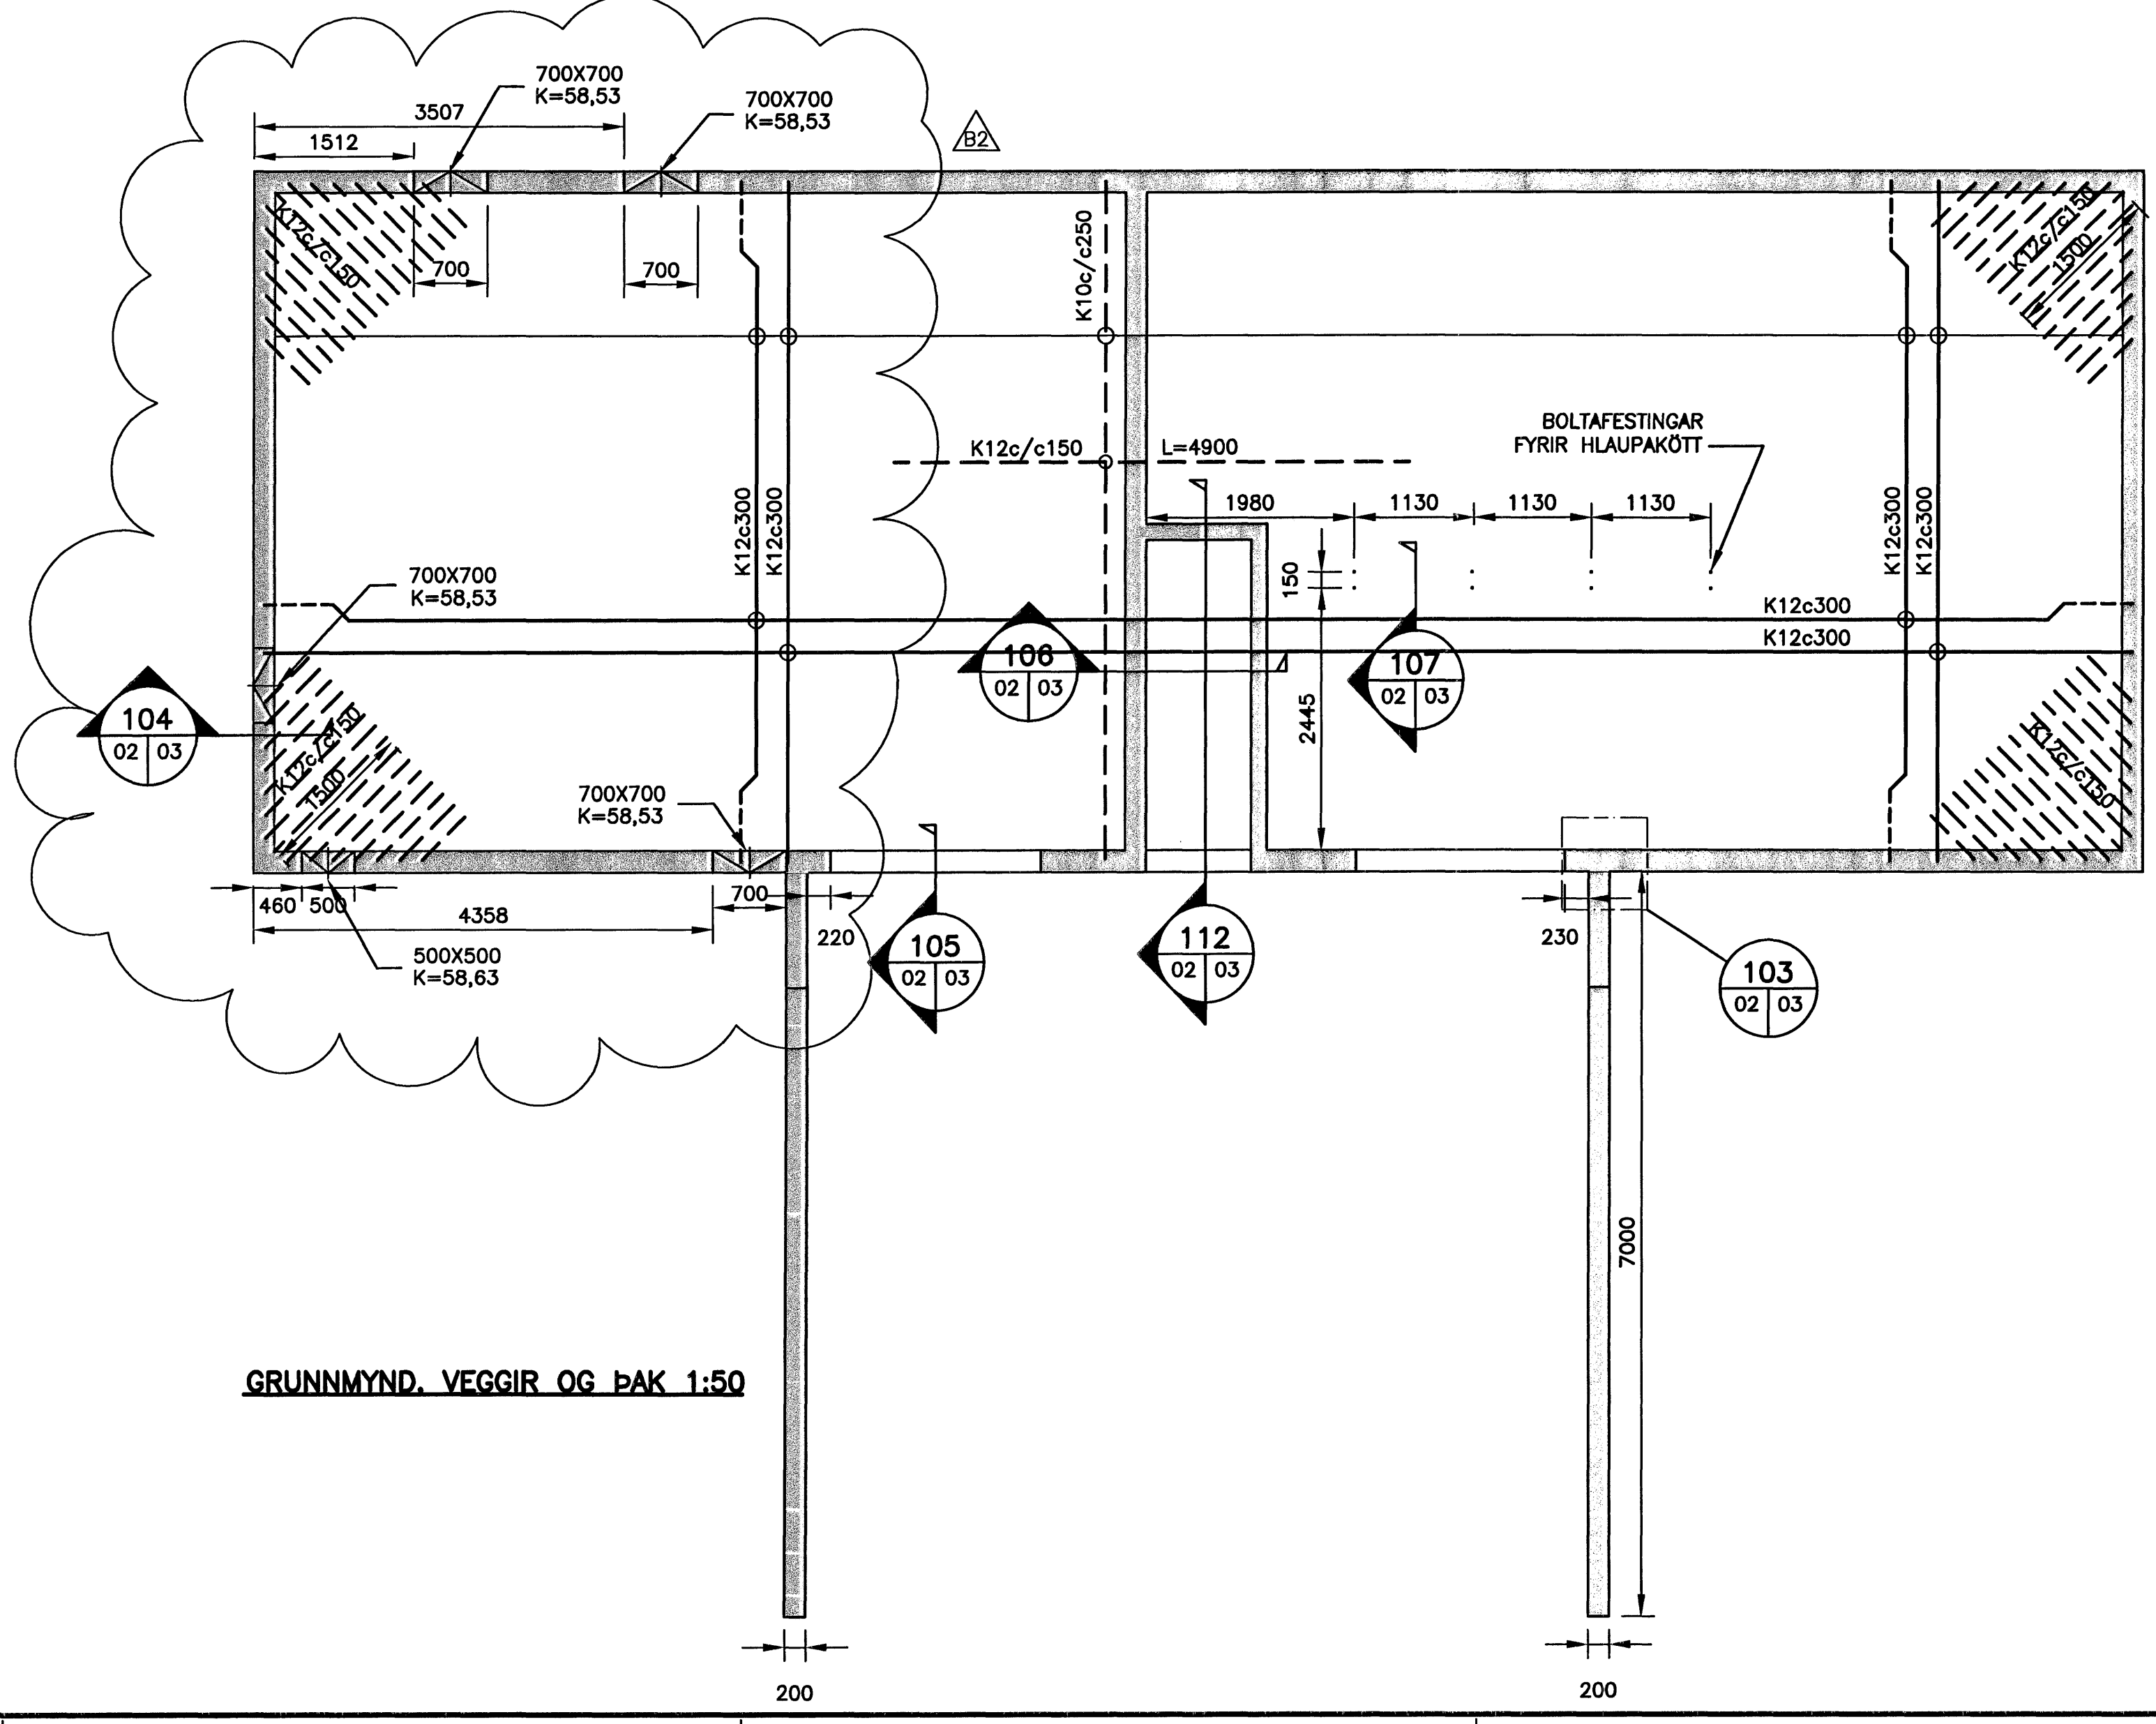 700X700
K=58,53
700X700
K=58,53
3507
1512
B2
K12c/c150
700
700
K10c/c250
K12c/c150
1500
BOLTAFESTINGAR
FYRIR HLAUPAKÖTT
K12c/c150
L=4900
1980
1130
1130
1130
K12c300
K12c300
K12c300
K12c300
150
700X700
K=58,53
K12c300
K12c300
106
02
03
107
02
03
104
02
03
2445
K12c/c150
1500
K12c/c150
700X700
K=58,53
460
500
4358
700
220
500X500
K=58,63
105
02
03
112
02
03
230
103
02
03
7000
GRUNNMYND. VEGGIR OG ÞAK 1:50
200
200